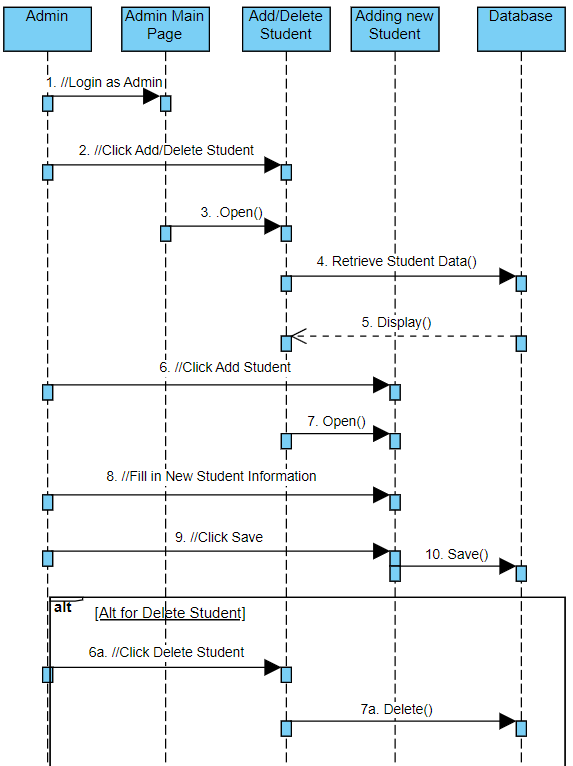 Admin
Admin Main
Page
Add/Delete
Student
Adding new
Student
Database
1. //Login as Admin
2. //Click Add/Delete Student
3. .Open()
4. Retrieve Student Data()
5. Display()
6. //Click Add Student
7. Open()
8. //Fill in New Student Information
9. //Click Save
10. Save()
alt
[Alt for Delete Student]
6a. //Click Delete Student
7a. Delete()